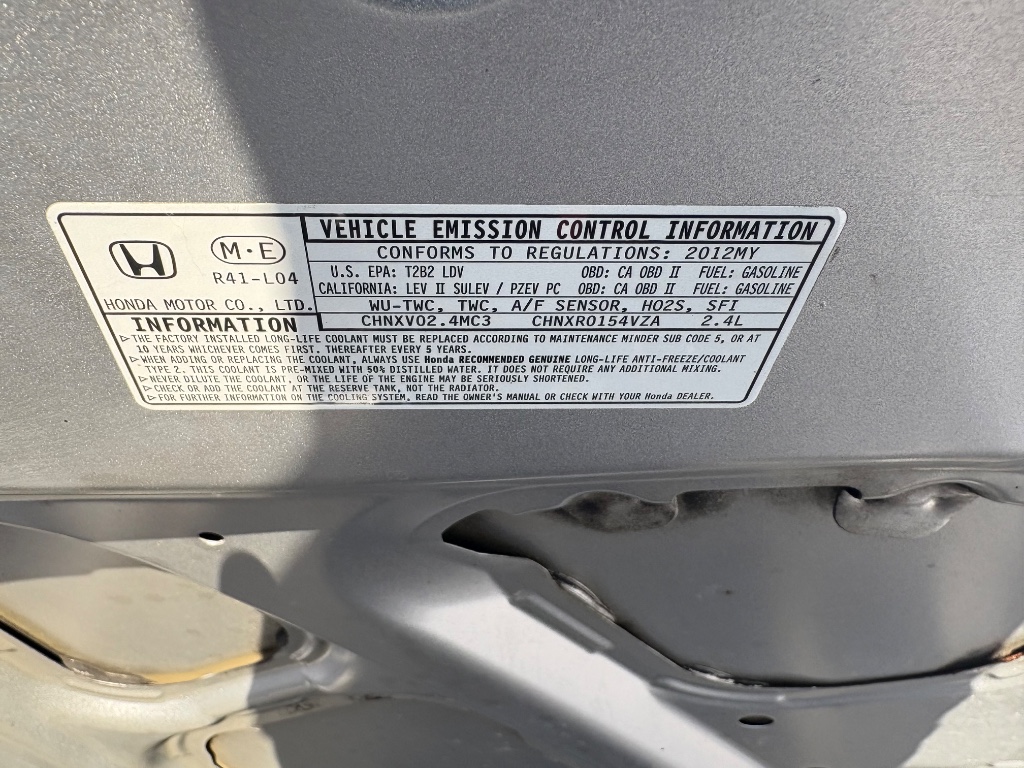 VEHICLE EMISSION CONTROL INFORMATION
CONFORMS TO REGULATIONS: 2012MY
M·E
R41-L04
U.S. EPA: T2B2 LDV OBD: CA OBD II FUEL: GASOLINE
CALIFORNIA: LEV II SULEV / PZEV PC OBD: CA OBD II FUEL: GASOLINE
HONDA MOTOR CO., LTD.
WU-TWC, TWC, A/F SENSOR, HO2S, SFI
CHNXV02.4MC3 CHNXR0154VZA 2.4L
INFORMATION
▷THE FACTORY INSTALLED LONG-LIFE COOLANT MUST BE REPLACED ACCORDING TO MAINTENANCE MINDER SUB CODE 5, OR AT
10 YEARS WHICHEVER COMES FIRST. THEREAFTER EVERY 5 YEARS.
▷WHEN ADDING OR REPLACING THE COOLANT, ALWAYS USE Honda RECOMMENDED GENUINE LONG-LIFE ANTI-FREEZE/COOLANT
TYPE 2. THIS COOLANT IS PRE-MIXED WITH 50% DISTILLED WATER. IT DOES NOT REQUIRE ANY ADDITIONAL MIXING.
▷NEVER DILUTE THE COOLANT, OR THE LIFE OF THE ENGINE MAY BE SERIOUSLY SHORTENED.
▷CHECK OR ADD THE COOLANT AT THE RESERVE TANK, NOT THE RADIATOR.
▷FOR FURTHER INFORMATION ON THE COOLING SYSTEM, READ THE OWNER'S MANUAL OR CHECK WITH YOUR Honda DEALER.